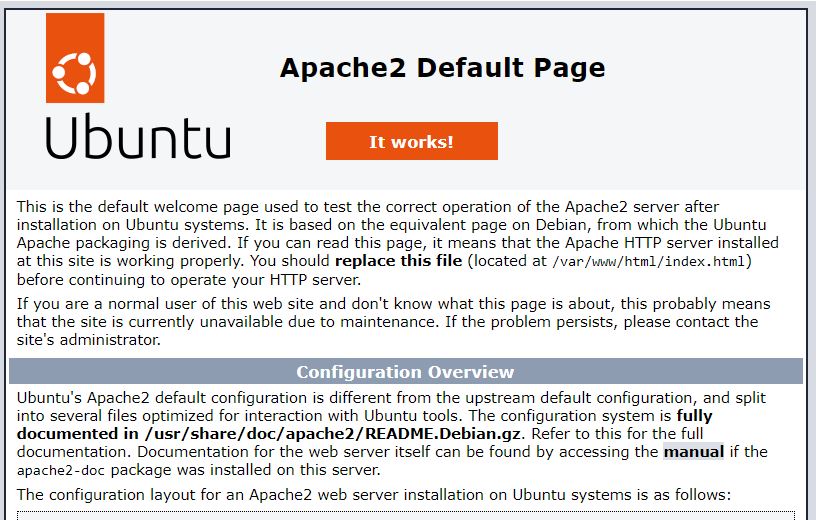 Apache2 Default Page
Ubuntu
It works!
This is the default welcome page used to test the correct operation of the Apache2 server after
installation on Ubuntu systems. It is based on the equivalent page on Debian, from which the Ubuntu
Apache packaging is derived. If you can read this page, it means that the Apache HTTP server installed
at this site is working properly. You should replace this file (located at /var/www/html/index.html)
before continuing to operate your HTTP server.
If you are a normal user of this web site and don't know what this page is about, this probably means
that the site is currently unavailable due to maintenance. If the problem persists, please contact the
site's administrator.
Configuration Overview
Ubuntu's Apache2 default configuration is different from the upstream default configuration, and split
into several files optimized for interaction with Ubuntu tools. The configuration system is fully
documented in /usr/share/doc/apache2/README.Debian.gz. Refer to this for the full
documentation. Documentation for the web server itself can be found by accessing the manual if the
apache2-doc package was installed on this server.
The configuration layout for an Apache2 web server installation on Ubuntu systems is as follows: